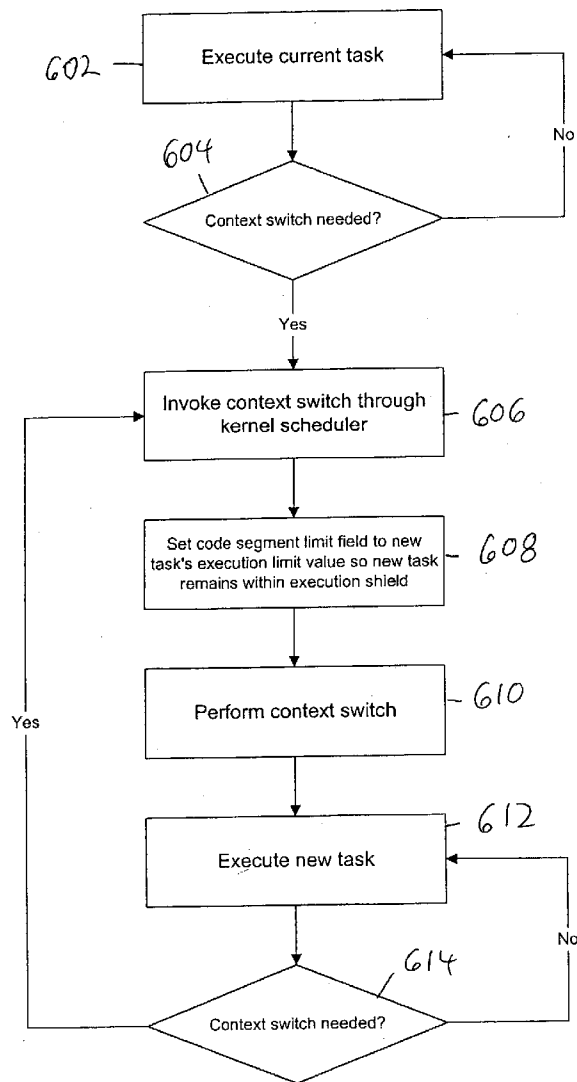 Execute current task
602
No
604
Context switch needed?
Yes
Invoke context switch through
kernel scheduler
606
Set code segment limit field to new
task's execution limit value so new task
remains within execution shield
608
Perform context switch
610
Yes
612
Execute new task
No
614
Context switch needed?